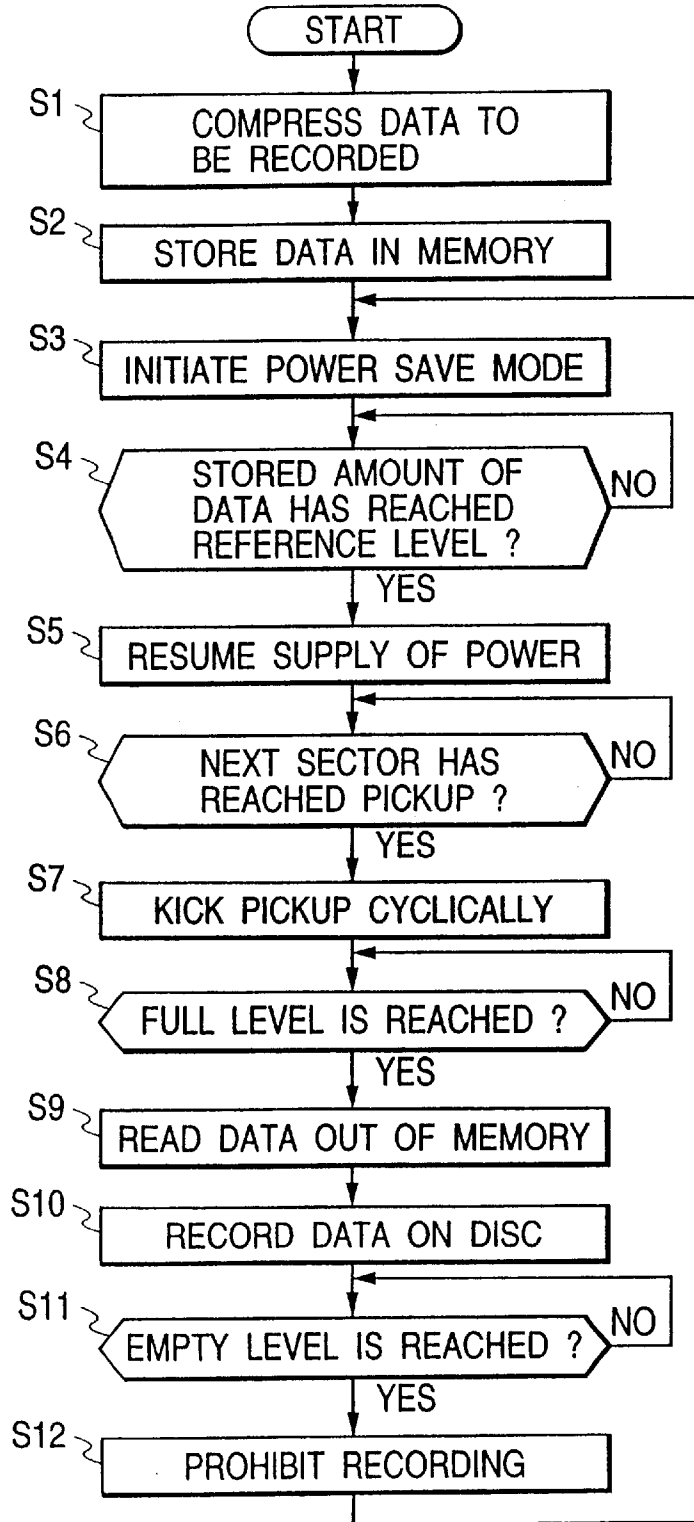 START
S1
COMPRESS DATA TO
BE RECORDED
S2
STORE DATA IN MEMORY
S3
INITIATE POWER SAVE MODE
S4
STORED AMOUNT OF
DATA HAS REACHED
REFERENCE LEVEL ?
NO
YES
S5
RESUME SUPPLY OF POWER
S6
NEXT SECTOR HAS
REACHED PICKUP ?
NO
YES
S7
KICK PICKUP CYCLICALLY
S8
FULL LEVEL IS REACHED ?
NO
YES
S9
READ DATA OUT OF MEMORY
S10
RECORD DATA ON DISC
S11
EMPTY LEVEL IS REACHED ?
NO
YES
S12
PROHIBIT RECORDING